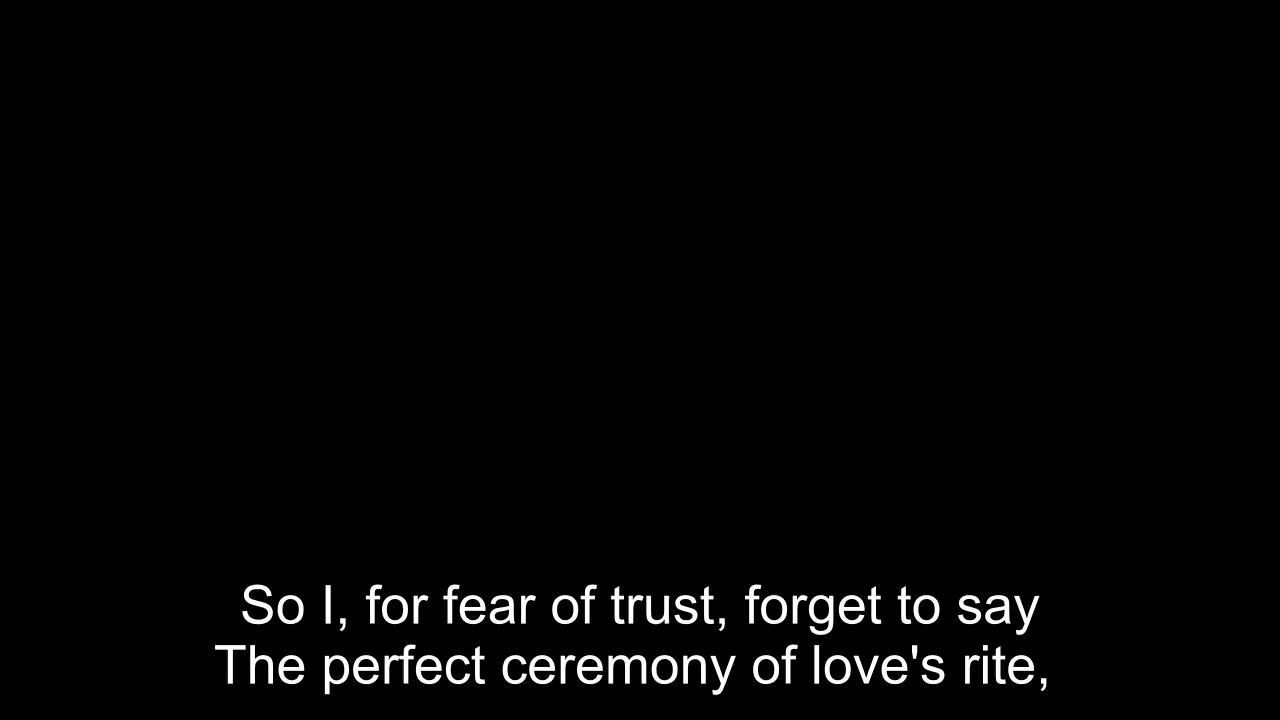 So I, for fear of trust, forget to say
The perfect ceremony of love's rite,